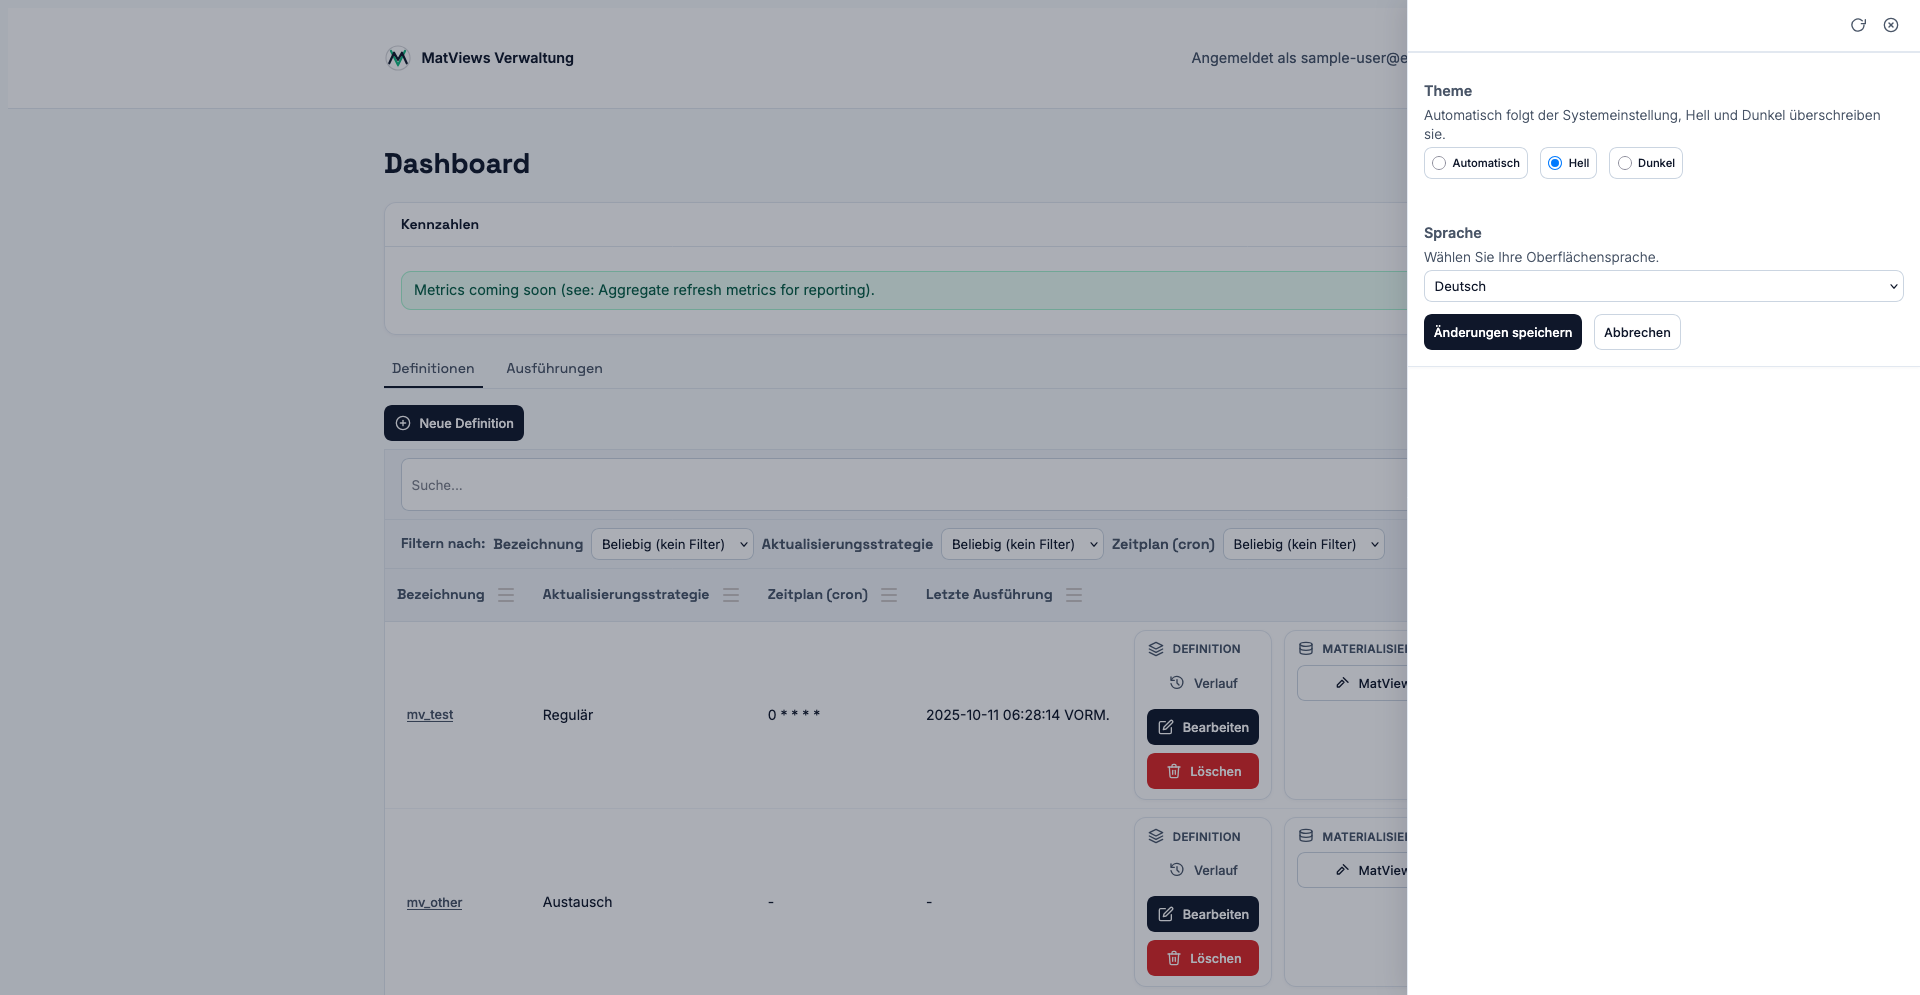 MatViews Verwaltung
Angemeldet als sample-user@e
Dashboard
Kennzahlen
Metrics coming soon (see: Aggregate refresh metrics for reporting).
Definitionen
Ausführungen
Neue Definition
Suche...
Filtern nach: Bezeichnung Beliebig (kein Filter) Aktualisierungsstrategie Beliebig (kein Filter) Zeitplan (cron) Beliebig (kein Filter)
Bezeichnung Aktualisierungsstrategie Zeitplan (cron) Letzte Ausführung
mv_test Regulär 0 * * * * 2025-10-11 06:28:14 VORM.
DEFINITION
Verlauf
Bearbeiten
Löschen
MATERIALISIE
MatView
mv_other Austausch - -
DEFINITION
Verlauf
Bearbeiten
Löschen
MATERIALISIE
MatView
Theme
Automatisch folgt der Systemeinstellung, Hell und Dunkel überschreiben
sie.
Automatisch Hell Dunkel
Sprache
Wählen Sie Ihre Oberflächensprache.
Deutsch
Änderungen speichern Abbrechen